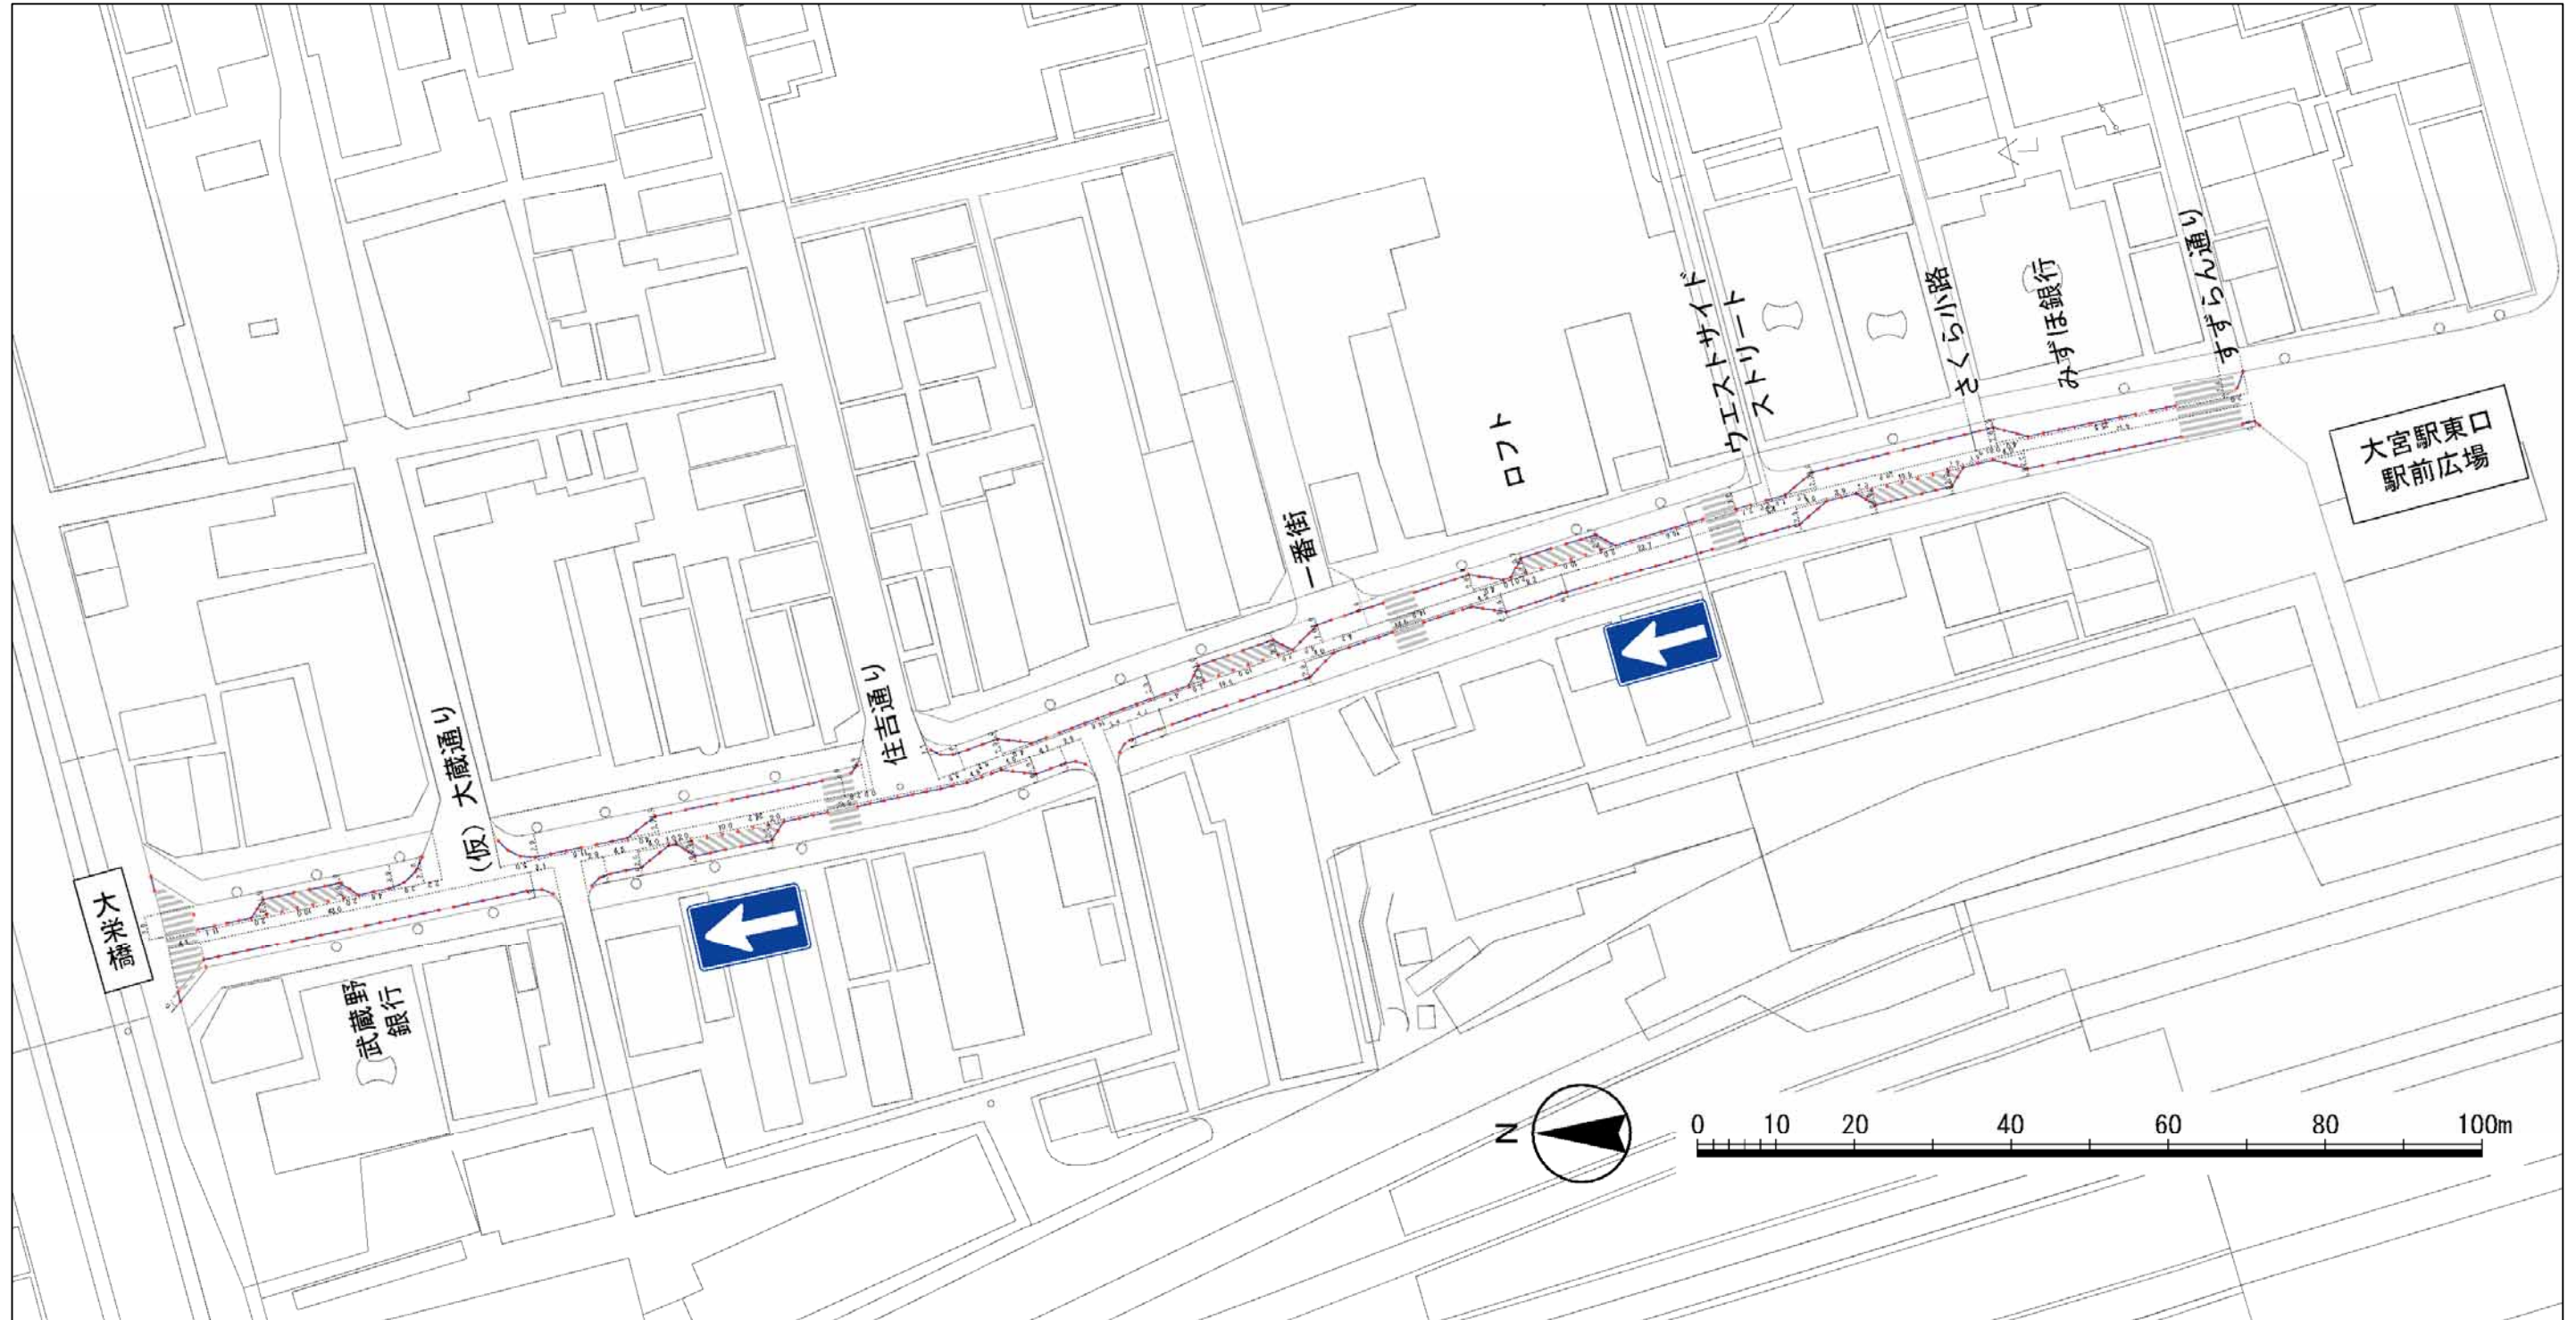 大栄橋
武蔵野
銀行
(仮) 大蔵通り
住吉通り
一番街
ロフト
ウエストサイド
ストリート
さくら小路
みずほ銀行
すずらん通り
大宮駅東口
駅前広場
N
0 10 20 40 60 80 100m